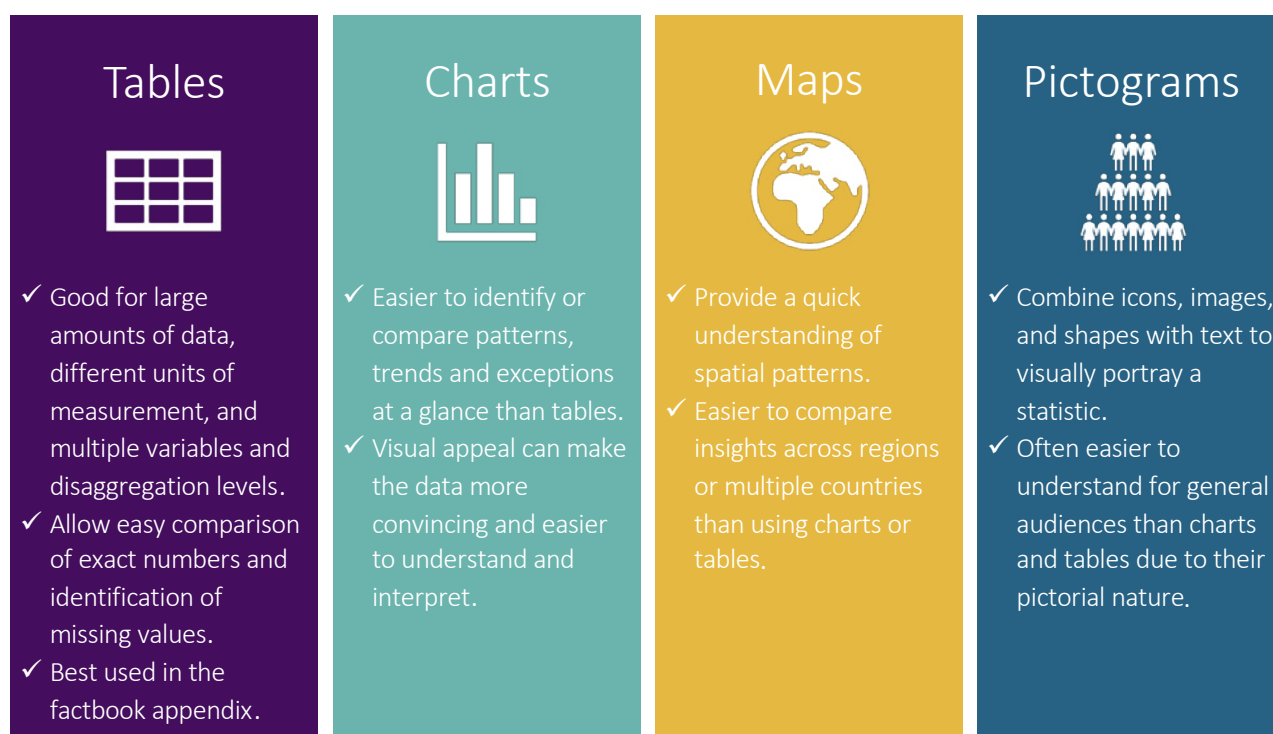 Tables
✓ Good for large
amounts of data,
different units of
measurement, and
multiple variables and
disaggregation levels.
✓ Allow easy comparison
of exact numbers and
identification of
missing values.
✓ Best used in the
factbook appendix.
Charts
✓ Easier to identify or
compare patterns,
trends and exceptions
at a glance than tables.
✓ Visual appeal can make
the data more
convincing and easier
to understand and
interpret.
Maps
✓ Provide a quick
understanding of
spatial patterns.
✓ Easier to compare
insights across regions
or multiple countries
than using charts or
tables.
Pictograms
✓ Combine icons, images,
and shapes with text to
visually portray a
statistic.
✓ Often easier to
understand for general
audiences than charts
and tables due to their
pictorial nature.